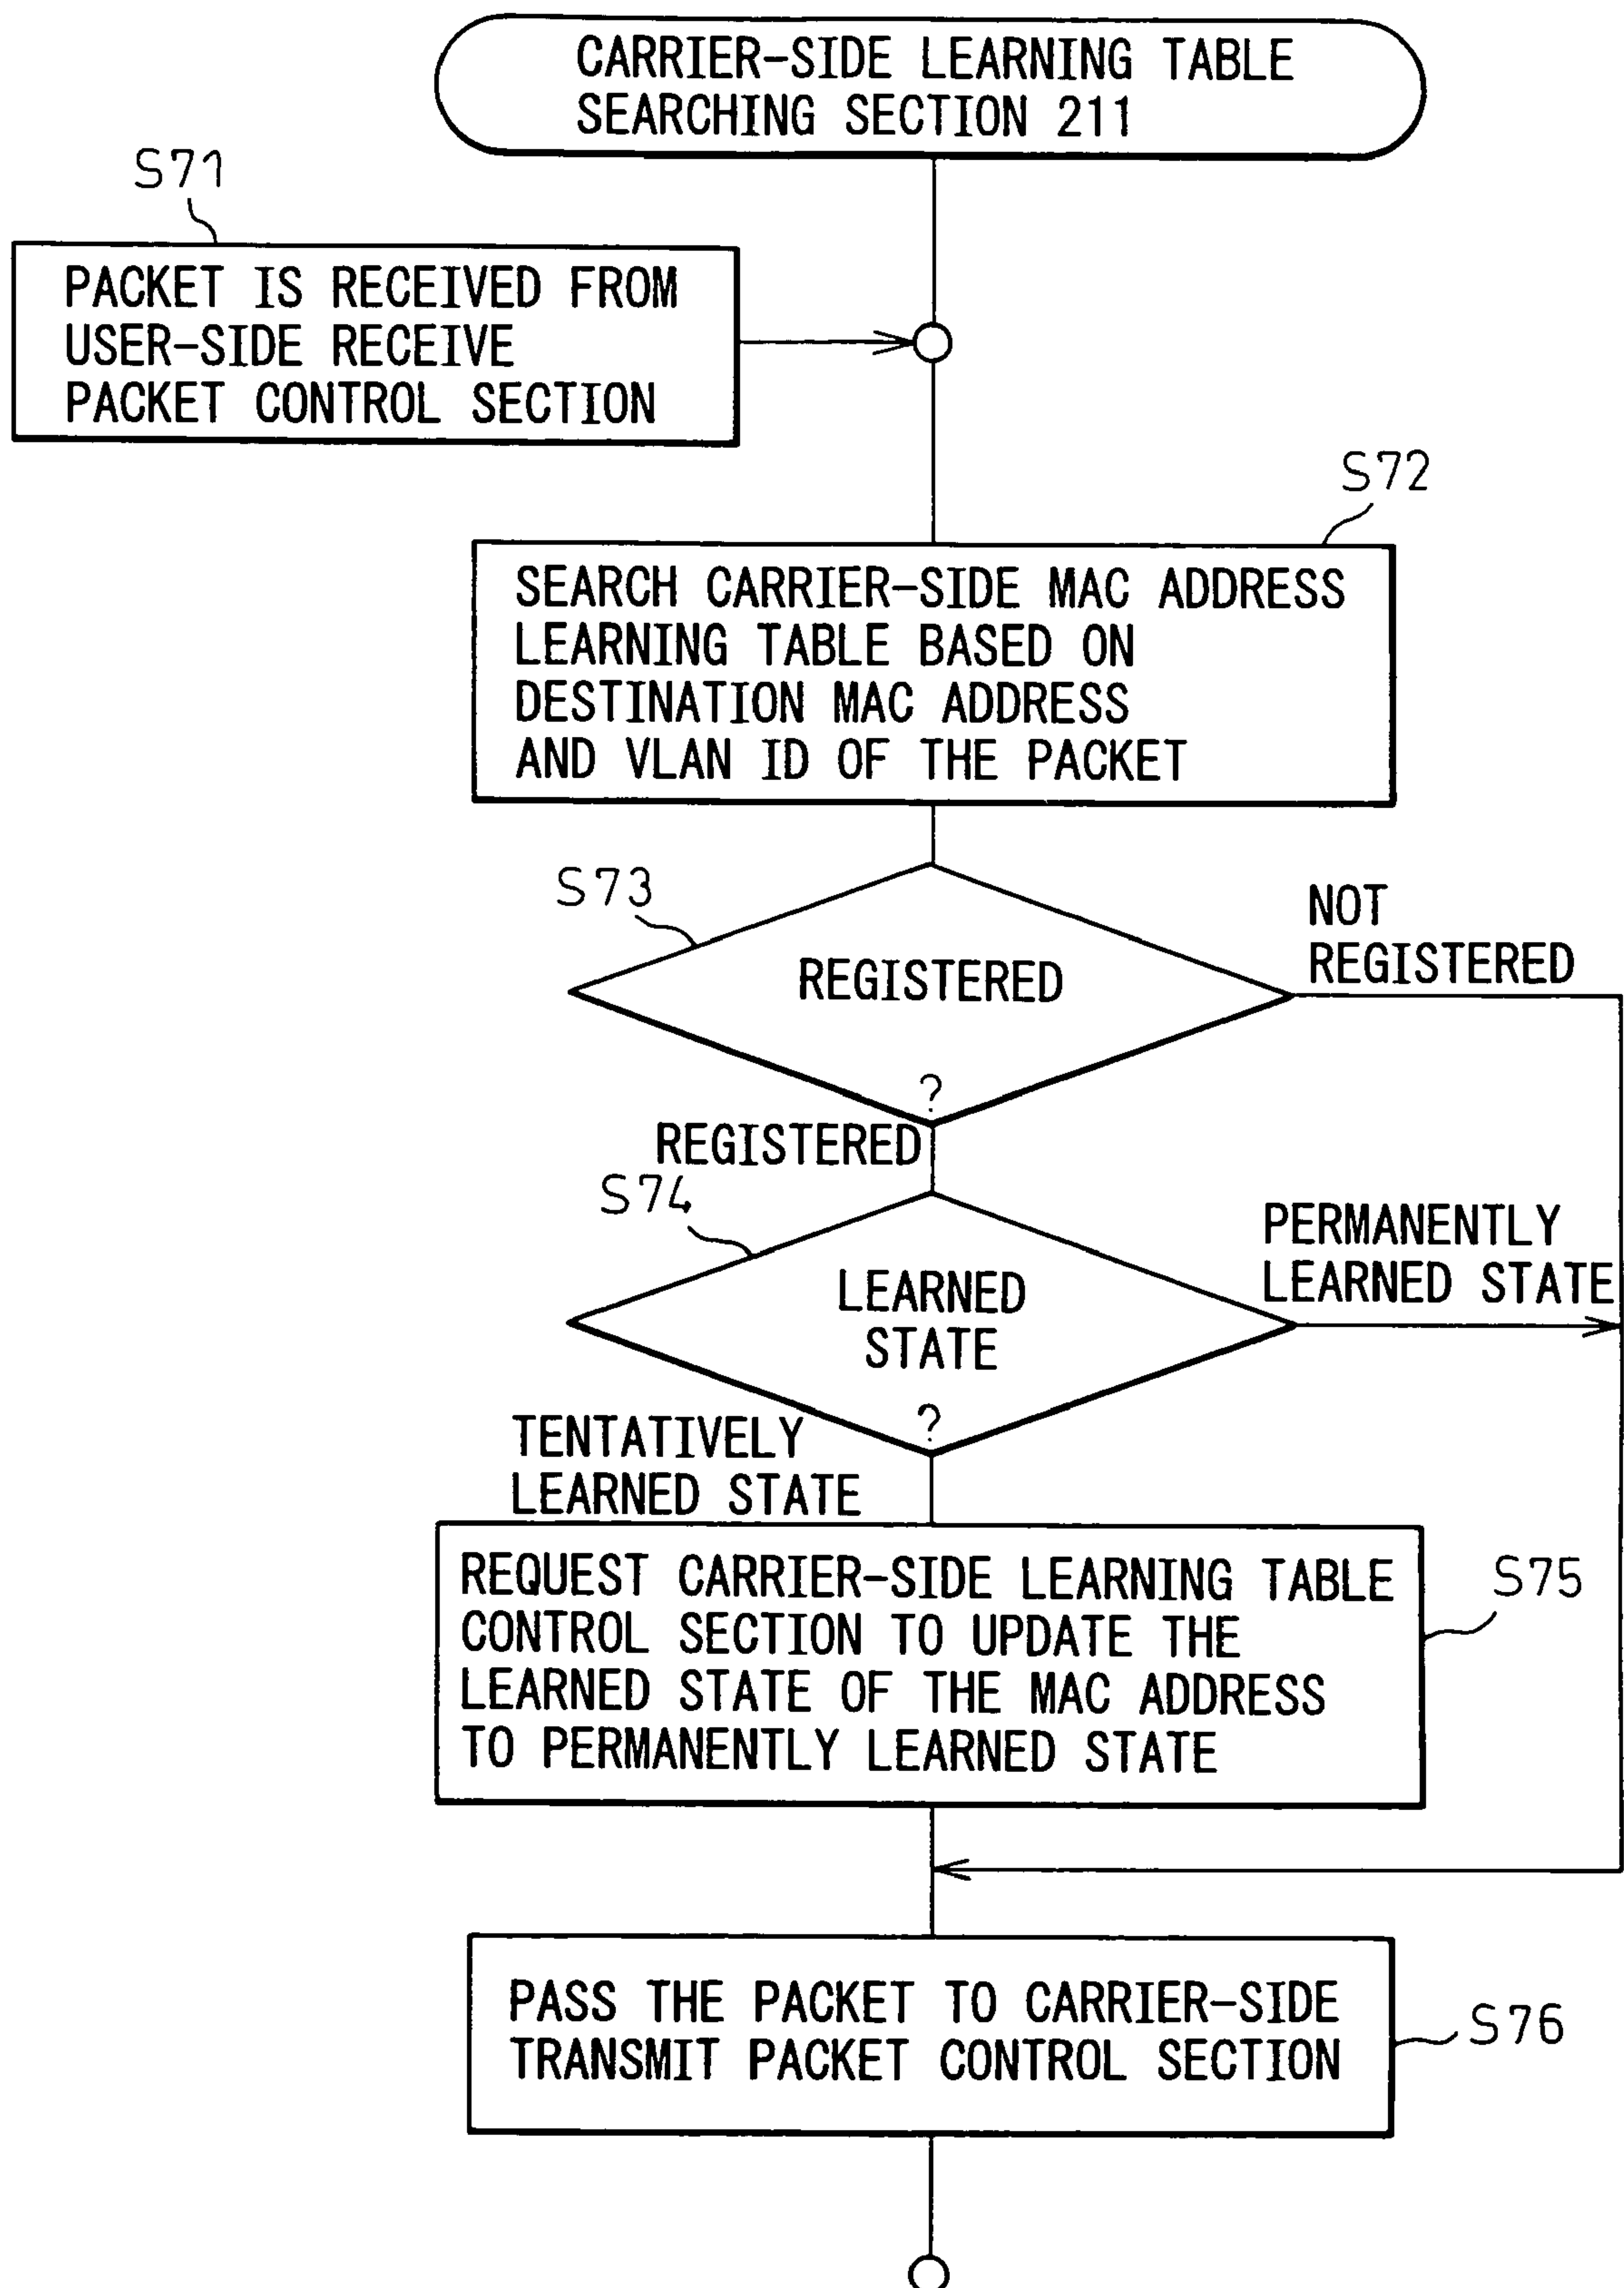 CARRIER-SIDE LEARNING TABLE
SEARCHING SECTION 211
S71
PACKET IS RECEIVED FROM
USER-SIDE RECEIVE
PACKET CONTROL SECTION
S72
SEARCH CARRIER-SIDE MAC ADDRESS
LEARNING TABLE BASED ON
DESTINATION MAC ADDRESS
AND VLAN ID OF THE PACKET
S73
REGISTERED
?
NOT
REGISTERED
REGISTERED
S74
LEARNED
STATE
?
PERMANENTLY
LEARNED STATE
TENTATIVELY
LEARNED STATE
REQUEST CARRIER-SIDE LEARNING TABLE
CONTROL SECTION TO UPDATE THE
LEARNED STATE OF THE MAC ADDRESS
TO PERMANENTLY LEARNED STATE
S75
PASS THE PACKET TO CARRIER-SIDE
TRANSMIT PACKET CONTROL SECTION
S76